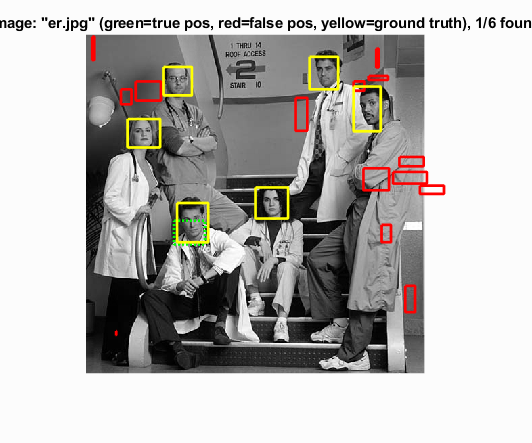 mage: "er.jpg" (green=true pos, red=false pos, yellow=ground truth), 1/6 foun
1 THRU 14
ROOF ACCESS
2
STAIR 10